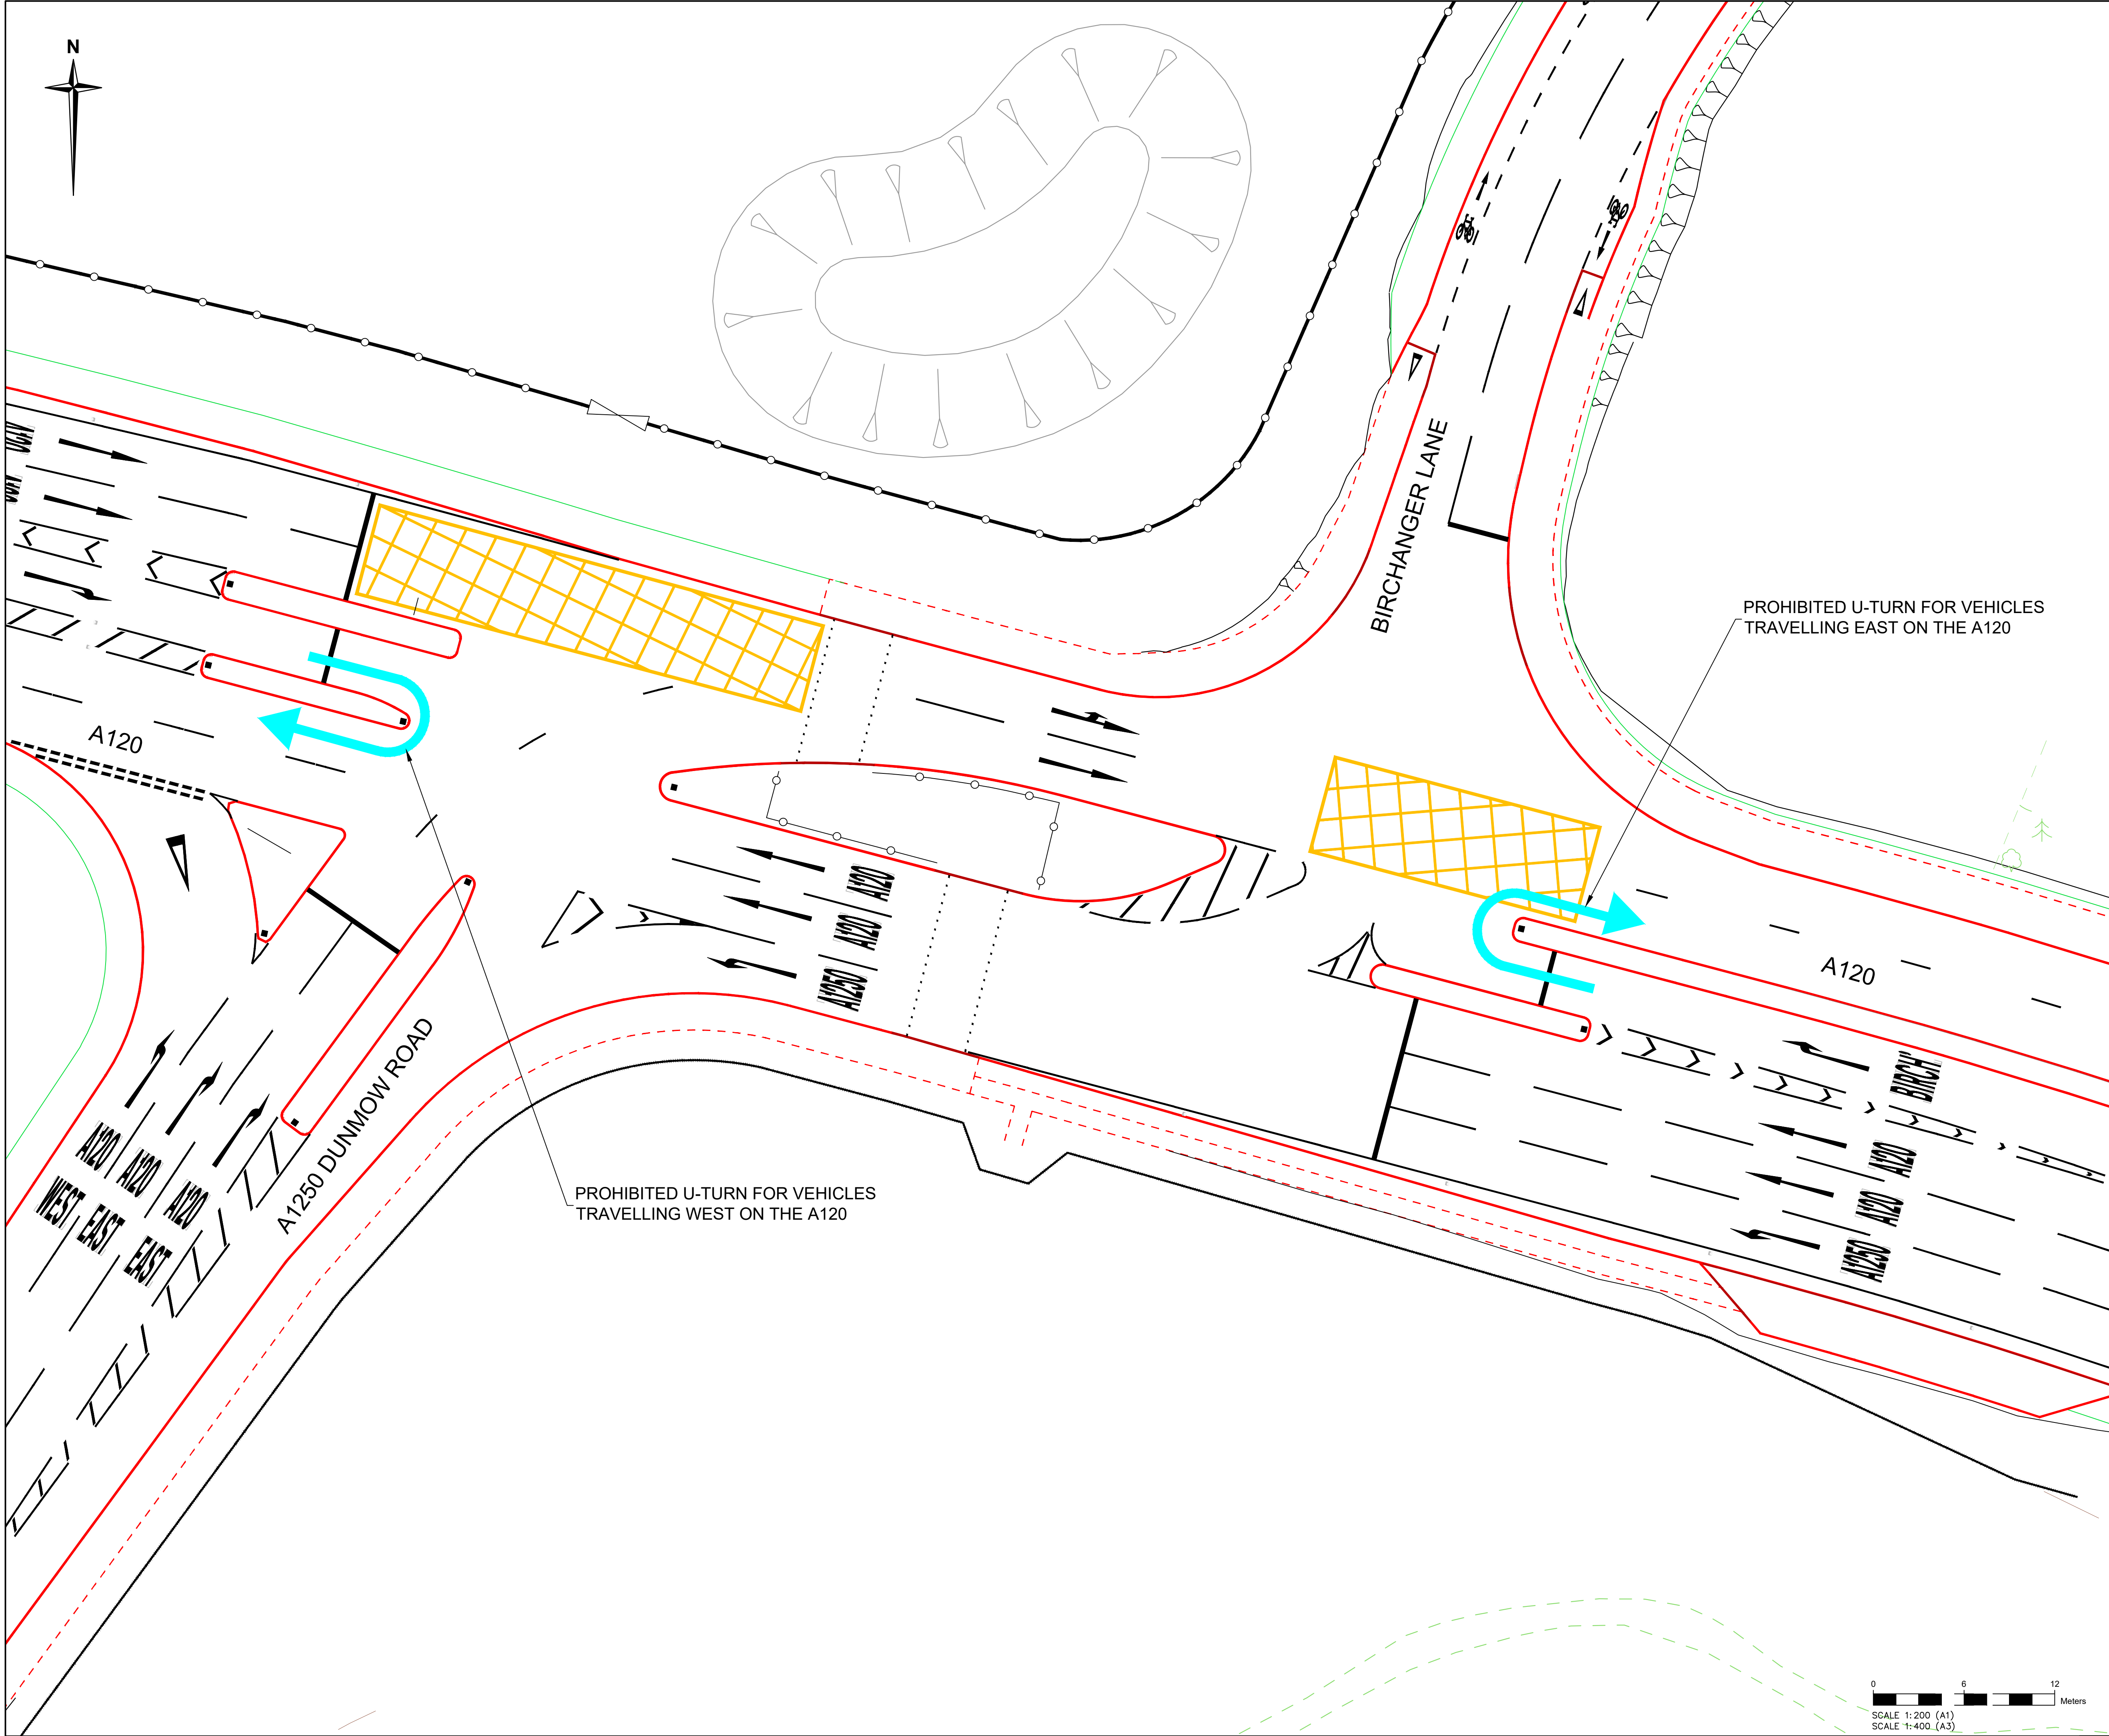 N
BIRCHANGER LANE
PROHIBITED U-TURN FOR VEHICLES
TRAVELLING EAST ON THE A120
A120
A120
A120
A120
A1250
A120
A1250 DUNMOW ROAD
A120
A120
A120
WEST
EAST
EAST
PROHIBITED U-TURN FOR VEHICLES
TRAVELLING WEST ON THE A120
A120
A120
A1250
0 6 12
Meters
SCALE 1:200 (A1)
SCALE 1:400 (A3)